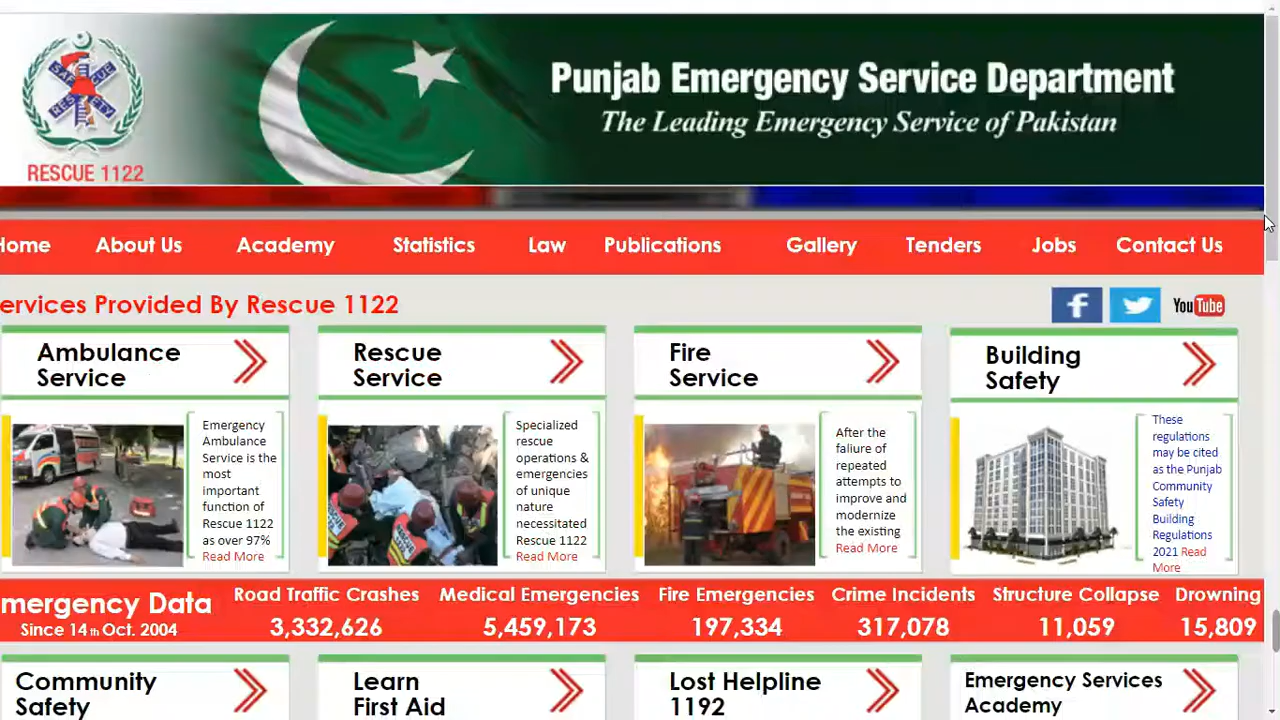 Punjab Emergency Service Department
The Leading Emergency Service of Pakistan
RESCUE 1122
Home About Us Academy Statistics Law Publications Gallery Tenders Jobs Contact Us
ervices Provided By Rescue 1122
f
You Tube
Ambulance
Service
Emergency
Ambulance
Service is the
most
important
function of
Rescue 1122
as over 97%
Read More
Rescue
Service
Specialized
rescue
operations &
emergencies
of unique
nature
necessitated
Rescue 1122
Read More
Fire
Service
After the
faliure of
repeated
attempts to
improve and
modernize
the existing
Read More
Building
Safety
These
regulations
may be cited
as the Punjab
Community
Safety
Building
Regulations
2021 Read
More
mergency Data
Since 14 th Oct. 2004
Road Traffic Crashes Medical Emergencies Fire Emergencies Crime Incidents Structure Collapse Drowning
3,332,626 5,459,173 197,334 317,078 11,059 15,809
Community
Safety
Learn
First Aid
Lost Helpline
1192
Emergency Services
Academy